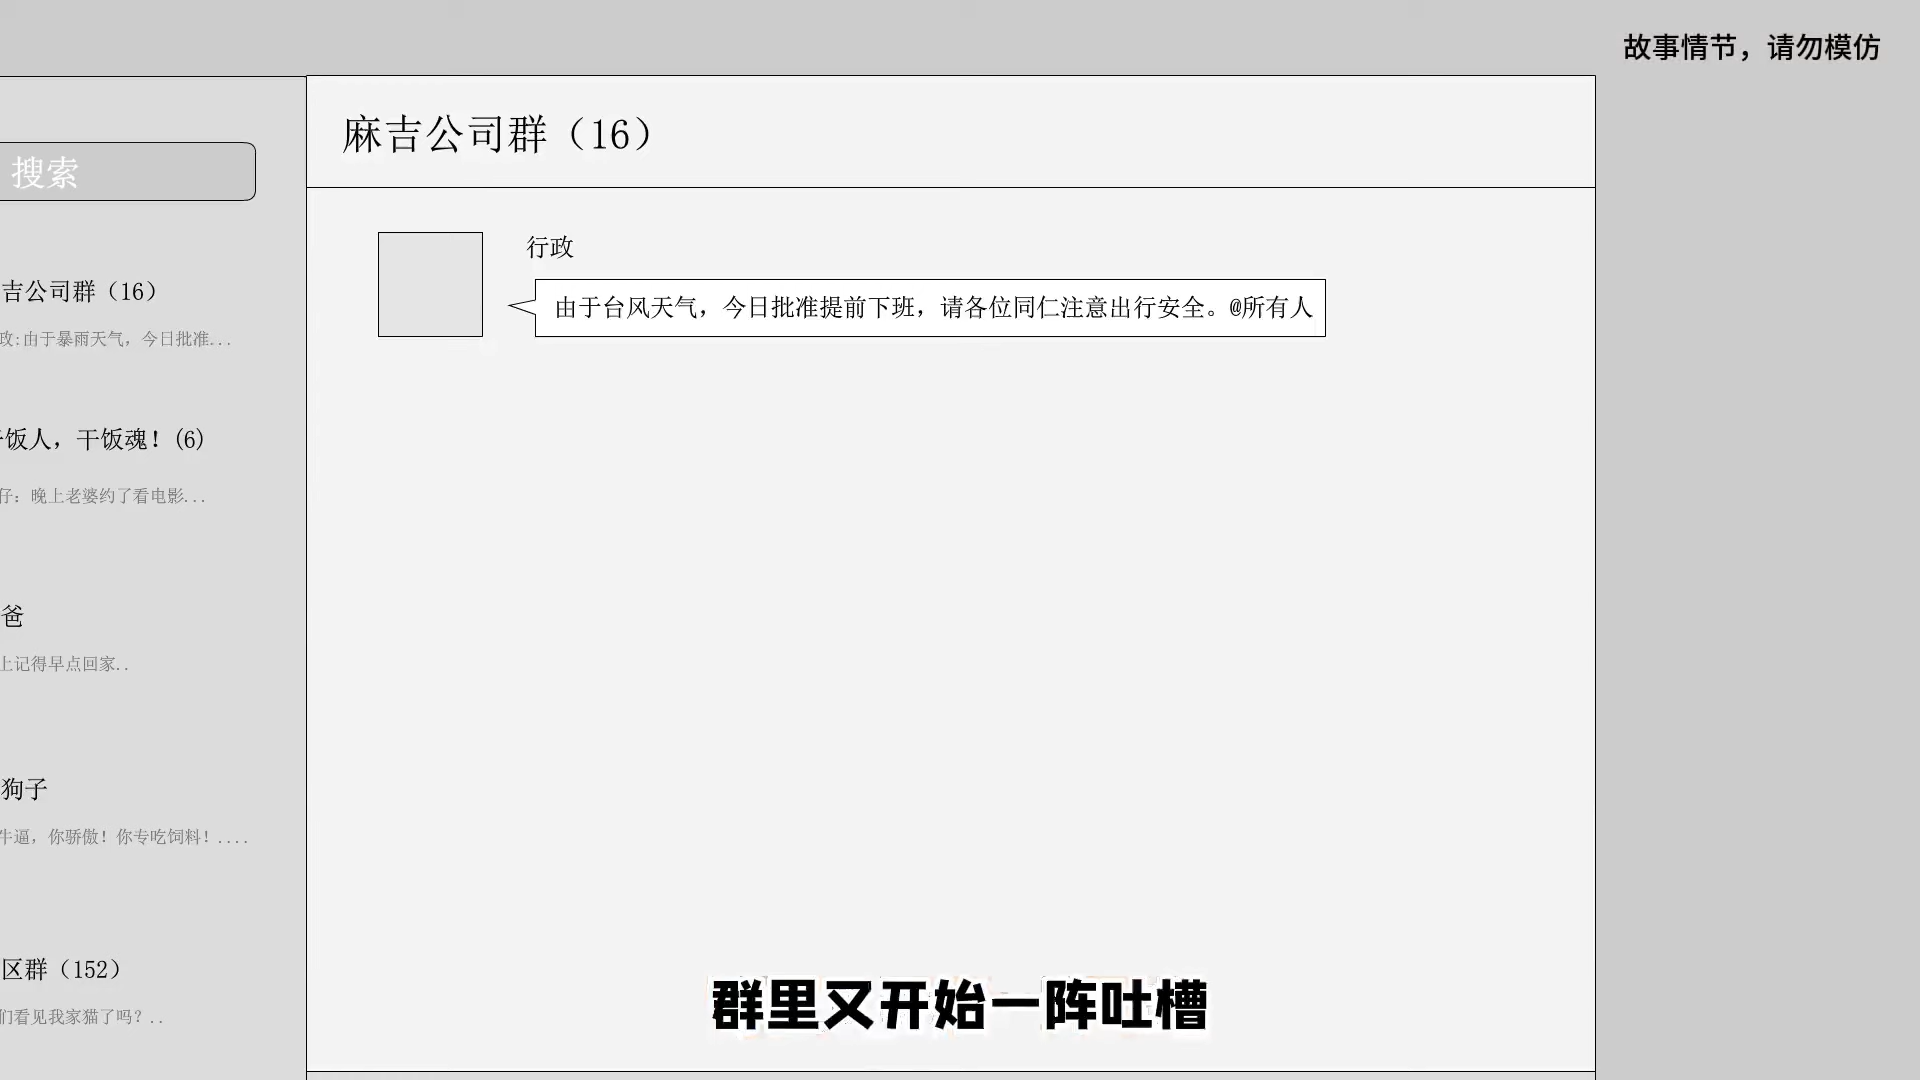 故事情节，请勿模仿
麻吉公司群（16）
搜索
行政
由于台风天气，今日批准提前下班，请各位同仁注意出行安全。@所有人
吉公司群（16）
政:由于暴雨天气，今日批准...
饭人，干饭魂！(6)
仔：晚上老婆约了看电影...
爸
上记得早点回家..
狗子
牛逼，你骄傲！你专吃饲料！....
区群（152）
们看见我家猫了吗？..
群里又开始一阵吐槽